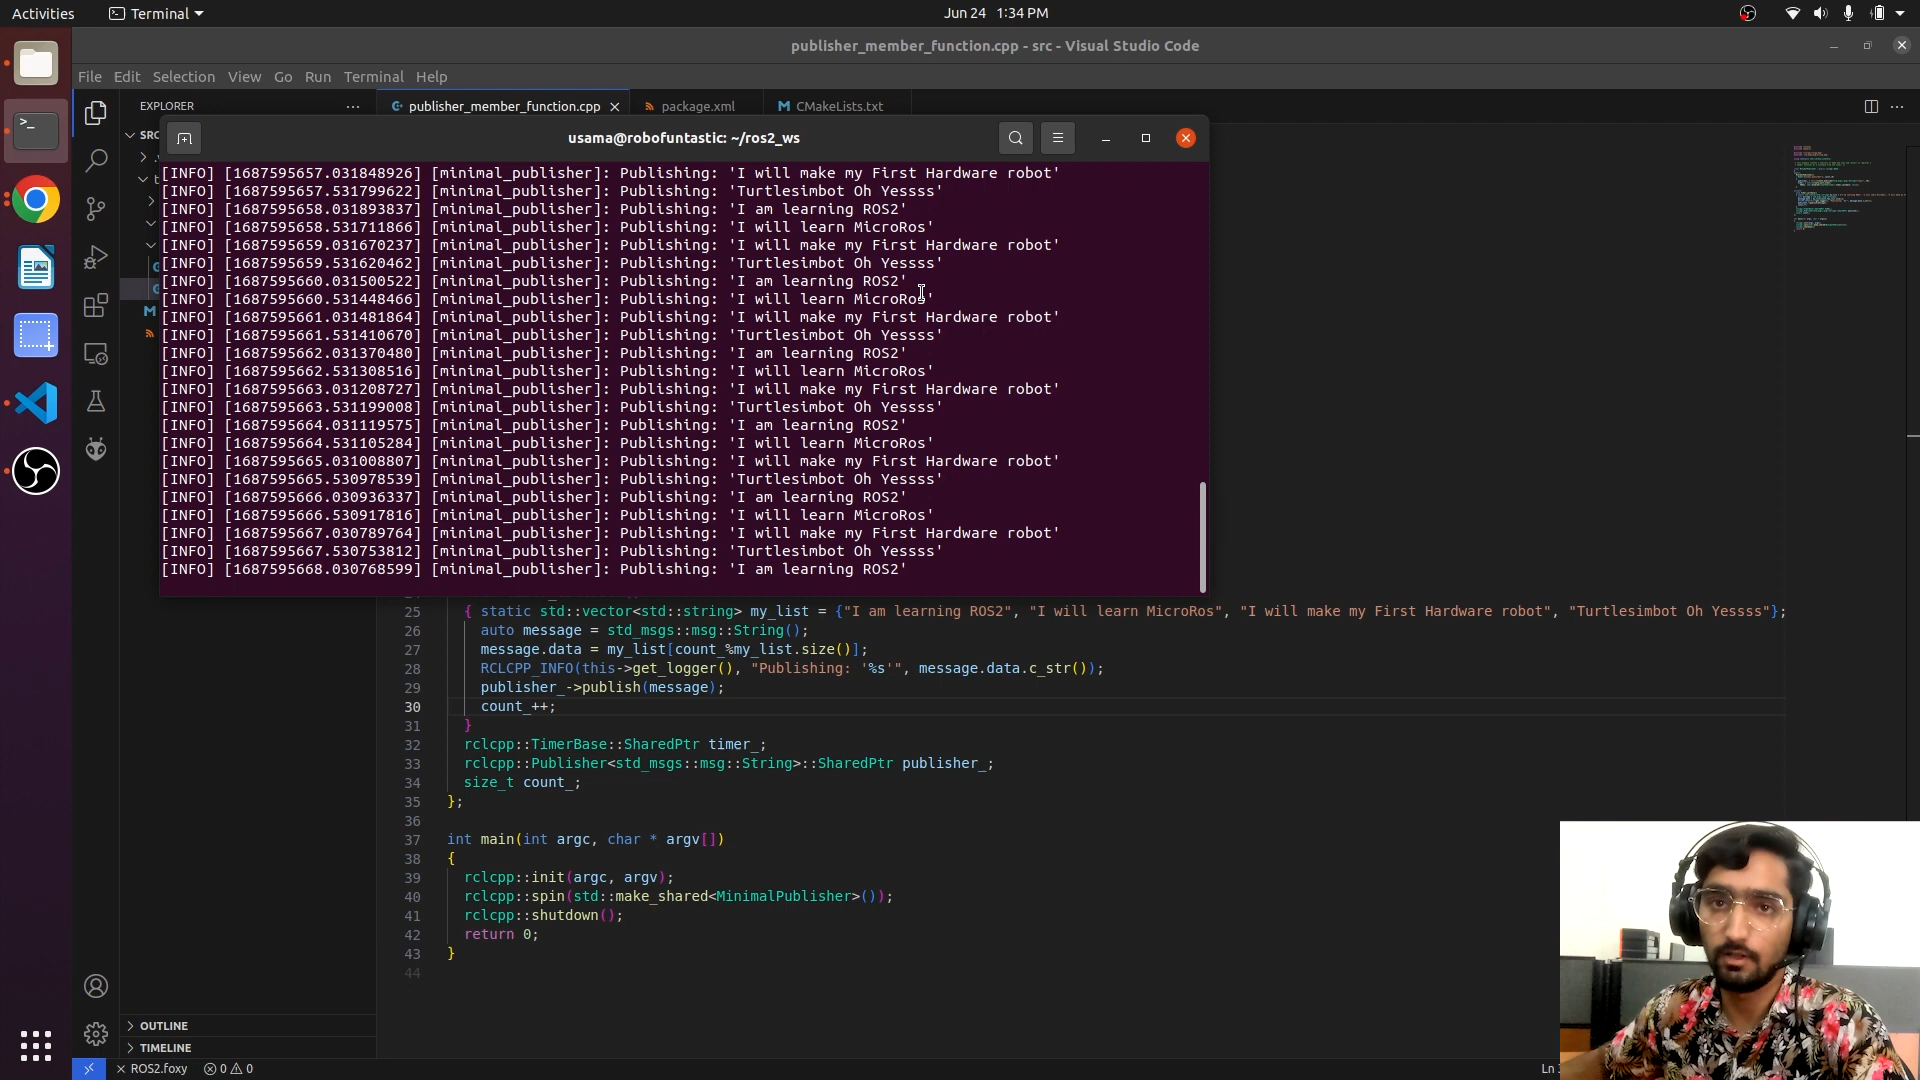 Activities
Terminal
Jun 24 1:34 PM
publisher_member_function.cpp - src - Visual Studio Code
File Edit Selection View Go Run Terminal Help
EXPLORER
publisher_member_function.cpp
package.xml
CMakeLists.txt
SRC
usama@robofuntastic: ~/ros2_ws
[INFO] [1687595657.031848926] [minimal_publisher]: Publishing: 'I will make my First Hardware robot'
[INFO] [1687595657.531799622] [minimal_publisher]: Publishing: 'Turtlesimbot Oh Yessss'
[INFO] [1687595658.031893837] [minimal_publisher]: Publishing: 'I am learning ROS2'
[INFO] [1687595658.531711866] [minimal_publisher]: Publishing: 'I will learn MicroRos'
[INFO] [1687595659.031670237] [minimal_publisher]: Publishing: 'I will make my First Hardware robot'
[INFO] [1687595659.531620462] [minimal_publisher]: Publishing: 'Turtlesimbot Oh Yessss'
[INFO] [1687595660.031500522] [minimal_publisher]: Publishing: 'I am learning ROS2'
[INFO] [1687595660.531448466] [minimal_publisher]: Publishing: 'I will learn MicroRos'
[INFO] [1687595661.031481864] [minimal_publisher]: Publishing: 'I will make my First Hardware robot'
[INFO] [1687595661.531410670] [minimal_publisher]: Publishing: 'Turtlesimbot Oh Yessss'
[INFO] [1687595662.031370480] [minimal_publisher]: Publishing: 'I am learning ROS2'
[INFO] [1687595662.531308516] [minimal_publisher]: Publishing: 'I will learn MicroRos'
[INFO] [1687595663.031208727] [minimal_publisher]: Publishing: 'I will make my First Hardware robot'
[INFO] [1687595663.531199008] [minimal_publisher]: Publishing: 'Turtlesimbot Oh Yessss'
[INFO] [1687595664.031119575] [minimal_publisher]: Publishing: 'I am learning ROS2'
[INFO] [1687595664.531105284] [minimal_publisher]: Publishing: 'I will learn MicroRos'
[INFO] [1687595665.031008807] [minimal_publisher]: Publishing: 'I will make my First Hardware robot'
[INFO] [1687595665.530978539] [minimal_publisher]: Publishing: 'Turtlesimbot Oh Yessss'
[INFO] [1687595666.030936337] [minimal_publisher]: Publishing: 'I am learning ROS2'
[INFO] [1687595666.530917816] [minimal_publisher]: Publishing: 'I will learn MicroRos'
[INFO] [1687595667.030789764] [minimal_publisher]: Publishing: 'I will make my First Hardware robot'
[INFO] [1687595667.530753812] [minimal_publisher]: Publishing: 'Turtlesimbot Oh Yessss'
[INFO] [1687595668.030768599] [minimal_publisher]: Publishing: 'I am learning ROS2'
25 { static std::vector<std::string> my_list = {"I am learning ROS2", "I will learn MicroRos", "I will make my First Hardware robot", "Turtlesimbot Oh Yessss"};
26 auto message = std_msgs::msg::String();
27 message.data = my_list[count_%my_list.size()];
28 RCLCPP_INFO(this->get_logger(), "Publishing: '%s'", message.data.c_str());
29 publisher_->publish(message);
30 count_++;
31 }
32 rclcpp::TimerBase::SharedPtr timer_;
33 rclcpp::Publisher<std_msgs::msg::String>::SharedPtr publisher_;
34 size_t count_;
35 };
36
37 int main(int argc, char * argv[])
38 {
39 rclcpp::init(argc, argv);
40 rclcpp::spin(std::make_shared<MinimalPublisher>());
41 rclcpp::shutdown();
42 return 0;
43 }
44
OUTLINE
TIMELINE
ROS2.foxy
0 0
Ln